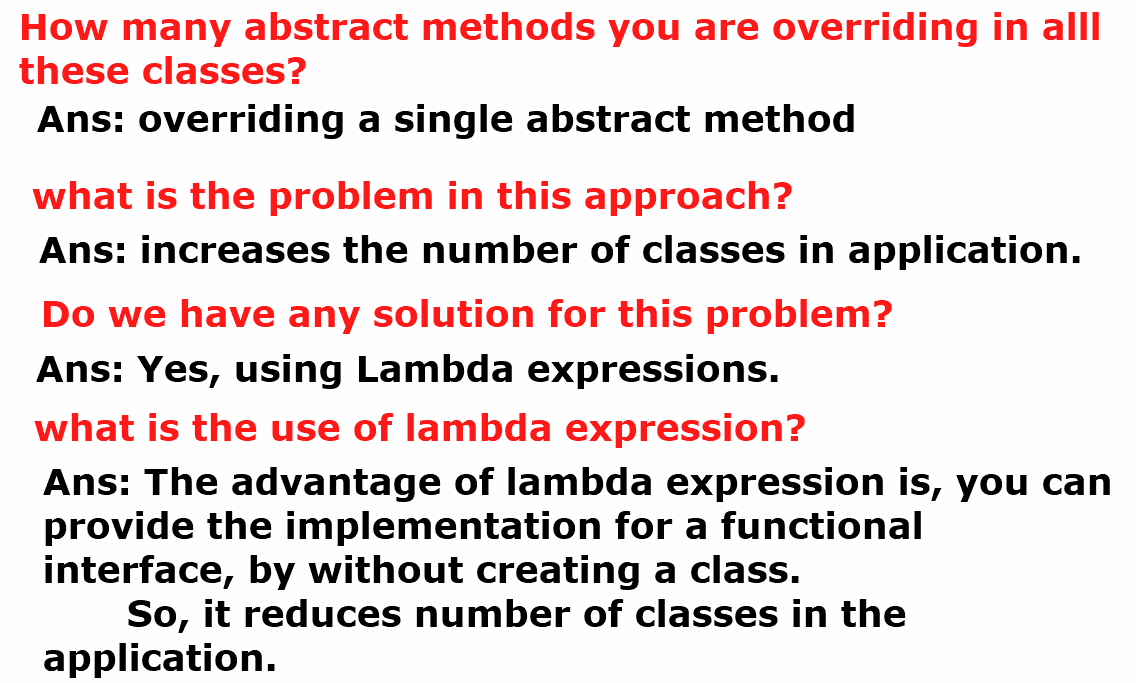 How many abstract methods you are overriding in alll
these classes?
Ans: overriding a single abstract method
what is the problem in this approach?
Ans: increases the number of classes in application.
Do we have any solution for this problem?
Ans: Yes, using Lambda expressions.
what is the use of lambda expression?
Ans: The advantage of lambda expression is, you can
provide the implementation for a functional
interface, by without creating a class.
So, it reduces number of classes in the
application.